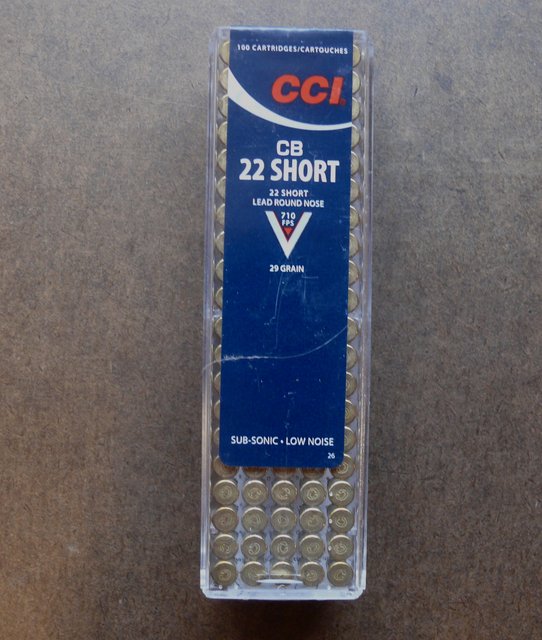 100 CARTRIDGES/CARTOUCHES
CCI
CB
22 SHORT
22 SHORT
LEAD ROUND NOSE
710
FPS
29 GRAIN
SUB-SONIC • LOW NOISE
26